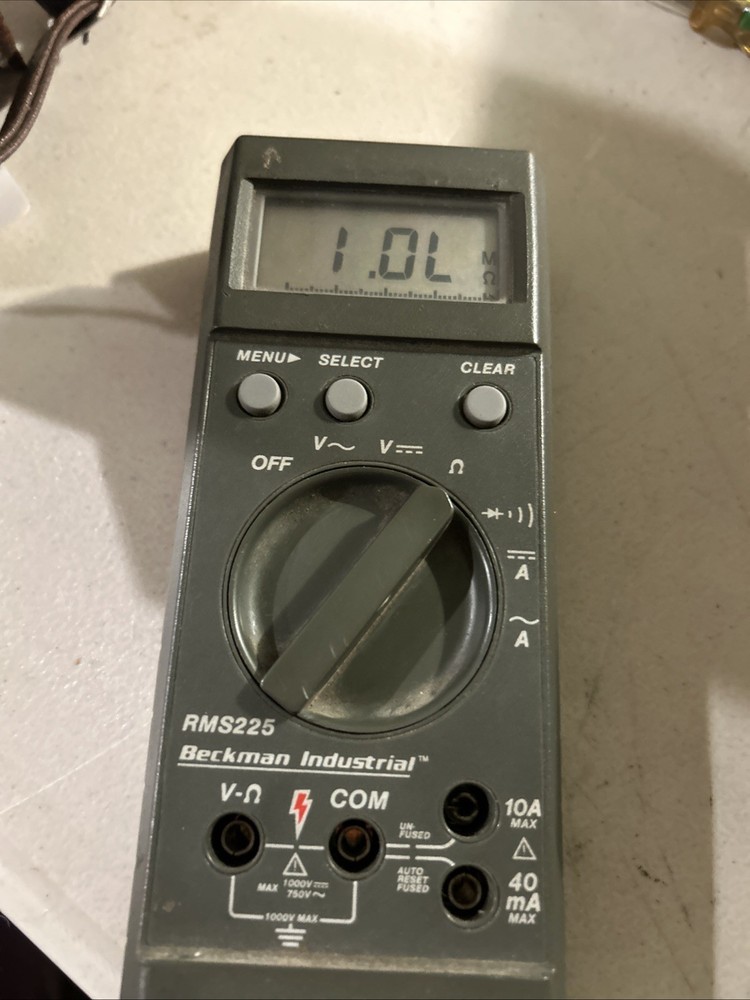 1.0L
M
Ω
MENU▶ SELECT CLEAR
OFF V~ V⎓ Ω
A
A
RMS225
Beckman Industrial™
V-Ω COM
UN-
FUSED
10A
MAX
MAX 1000V⎓
750V~
AUTO
RESET
FUSED
40
mA
MAX
1000V MAX